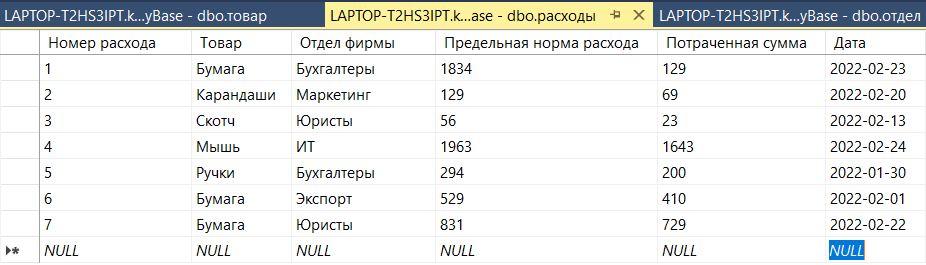 LAPTOP-T2HS3IPT.k...yBase - dbo.товар LAPTOP-T2HS3IPT.k...ase - dbo.расходы LAPTOP-T2HS3IPT.k...yBase - dbo.отдел
Номер расхода Товар Отдел фирмы Предельная норма расхода Потраченная сумма Дата
1 Бумага Бухгалтеры 1834 129 2022-02-23
2 Карандаши Маркетинг 129 69 2022-02-20
3 Скотч Юристы 56 23 2022-02-13
4 Мышь ИТ 1963 1643 2022-02-24
5 Ручки Бухгалтеры 294 200 2022-01-30
6 Бумага Экспорт 529 410 2022-02-01
7 Бумага Юристы 831 729 2022-02-22
NULL NULL NULL NULL NULL NULL